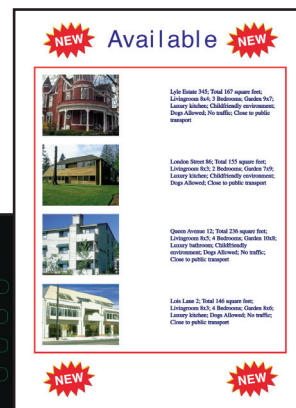 NEW Available NEW
Lyle Estate 345; Total 167 square feet;
Livingroom 8x4; 3 Bedrooms; Garden 9x7;
Luxury kitchen; Childfriendly environment;
Dogs Allowed; No traffic; Close to public
transport
London Street 86; Total 155 square feet;
Livingroom 8x3; 2 Bedrooms; Garden 7x9;
Luxury kitchen; Childfriendly environment;
Dogs Allowed; Close to public transport
Queen Avenue 12; Total 236 square feet;
Livingroom 8x5; 4 Bedrooms; Garden 10x8;
Luxury bathroom; Childfriendly
environment; Dogs Allowed; No traffic;
Close to public transport
Lois Lane 2; Total 146 square feet;
Livingroom 8x3; 4 Bedrooms; Garden 8x6;
Luxury kitchen; Dogs Allowed; No traffic;
Close to public transport
NEW NEW